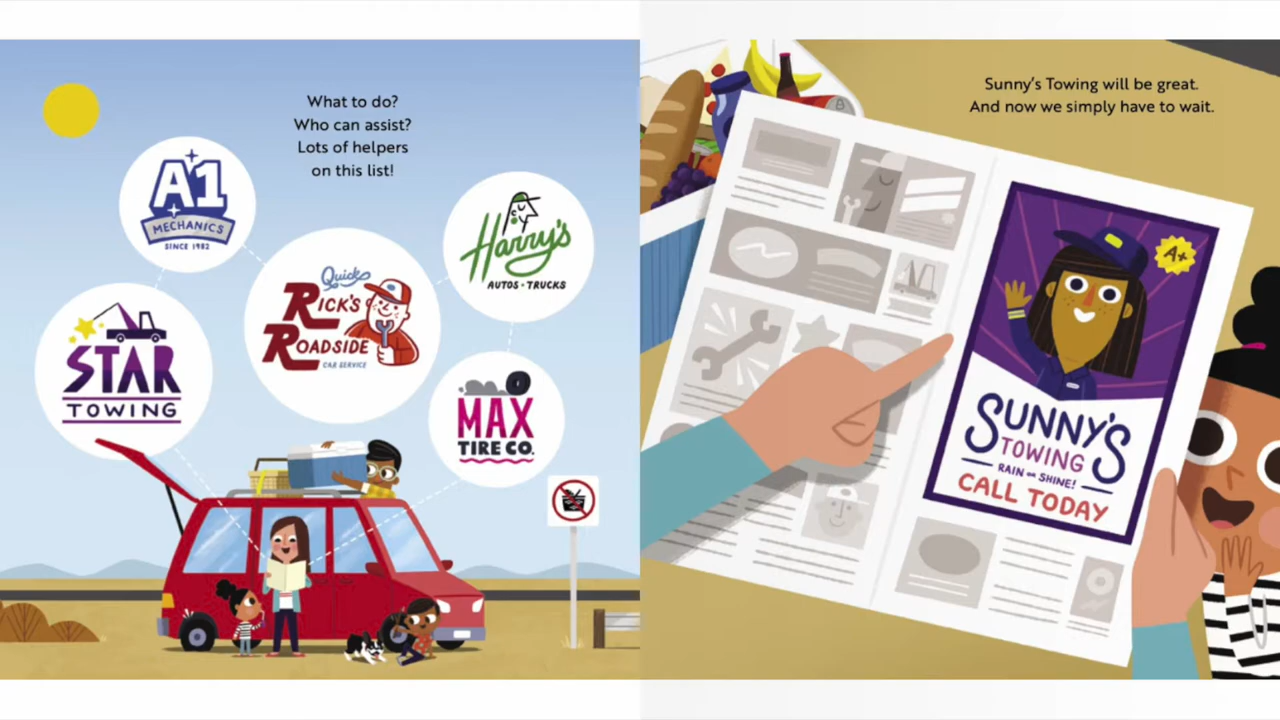 What to do?
Who can assist?
Lots of helpers
on this list!
A1
MECHANICS
SINCE 1982
Harry's
AUTOS • TRUCKS
Quick
RICK'S
ROADSIDE
CAR SERVICE
STAR
TOWING
MAX
TIRE CO.
Sunny's Towing will be great.
And now we simply have to wait.
A+
SUNNY'S
TOWING
RAIN OR SHINE!
CALL TODAY